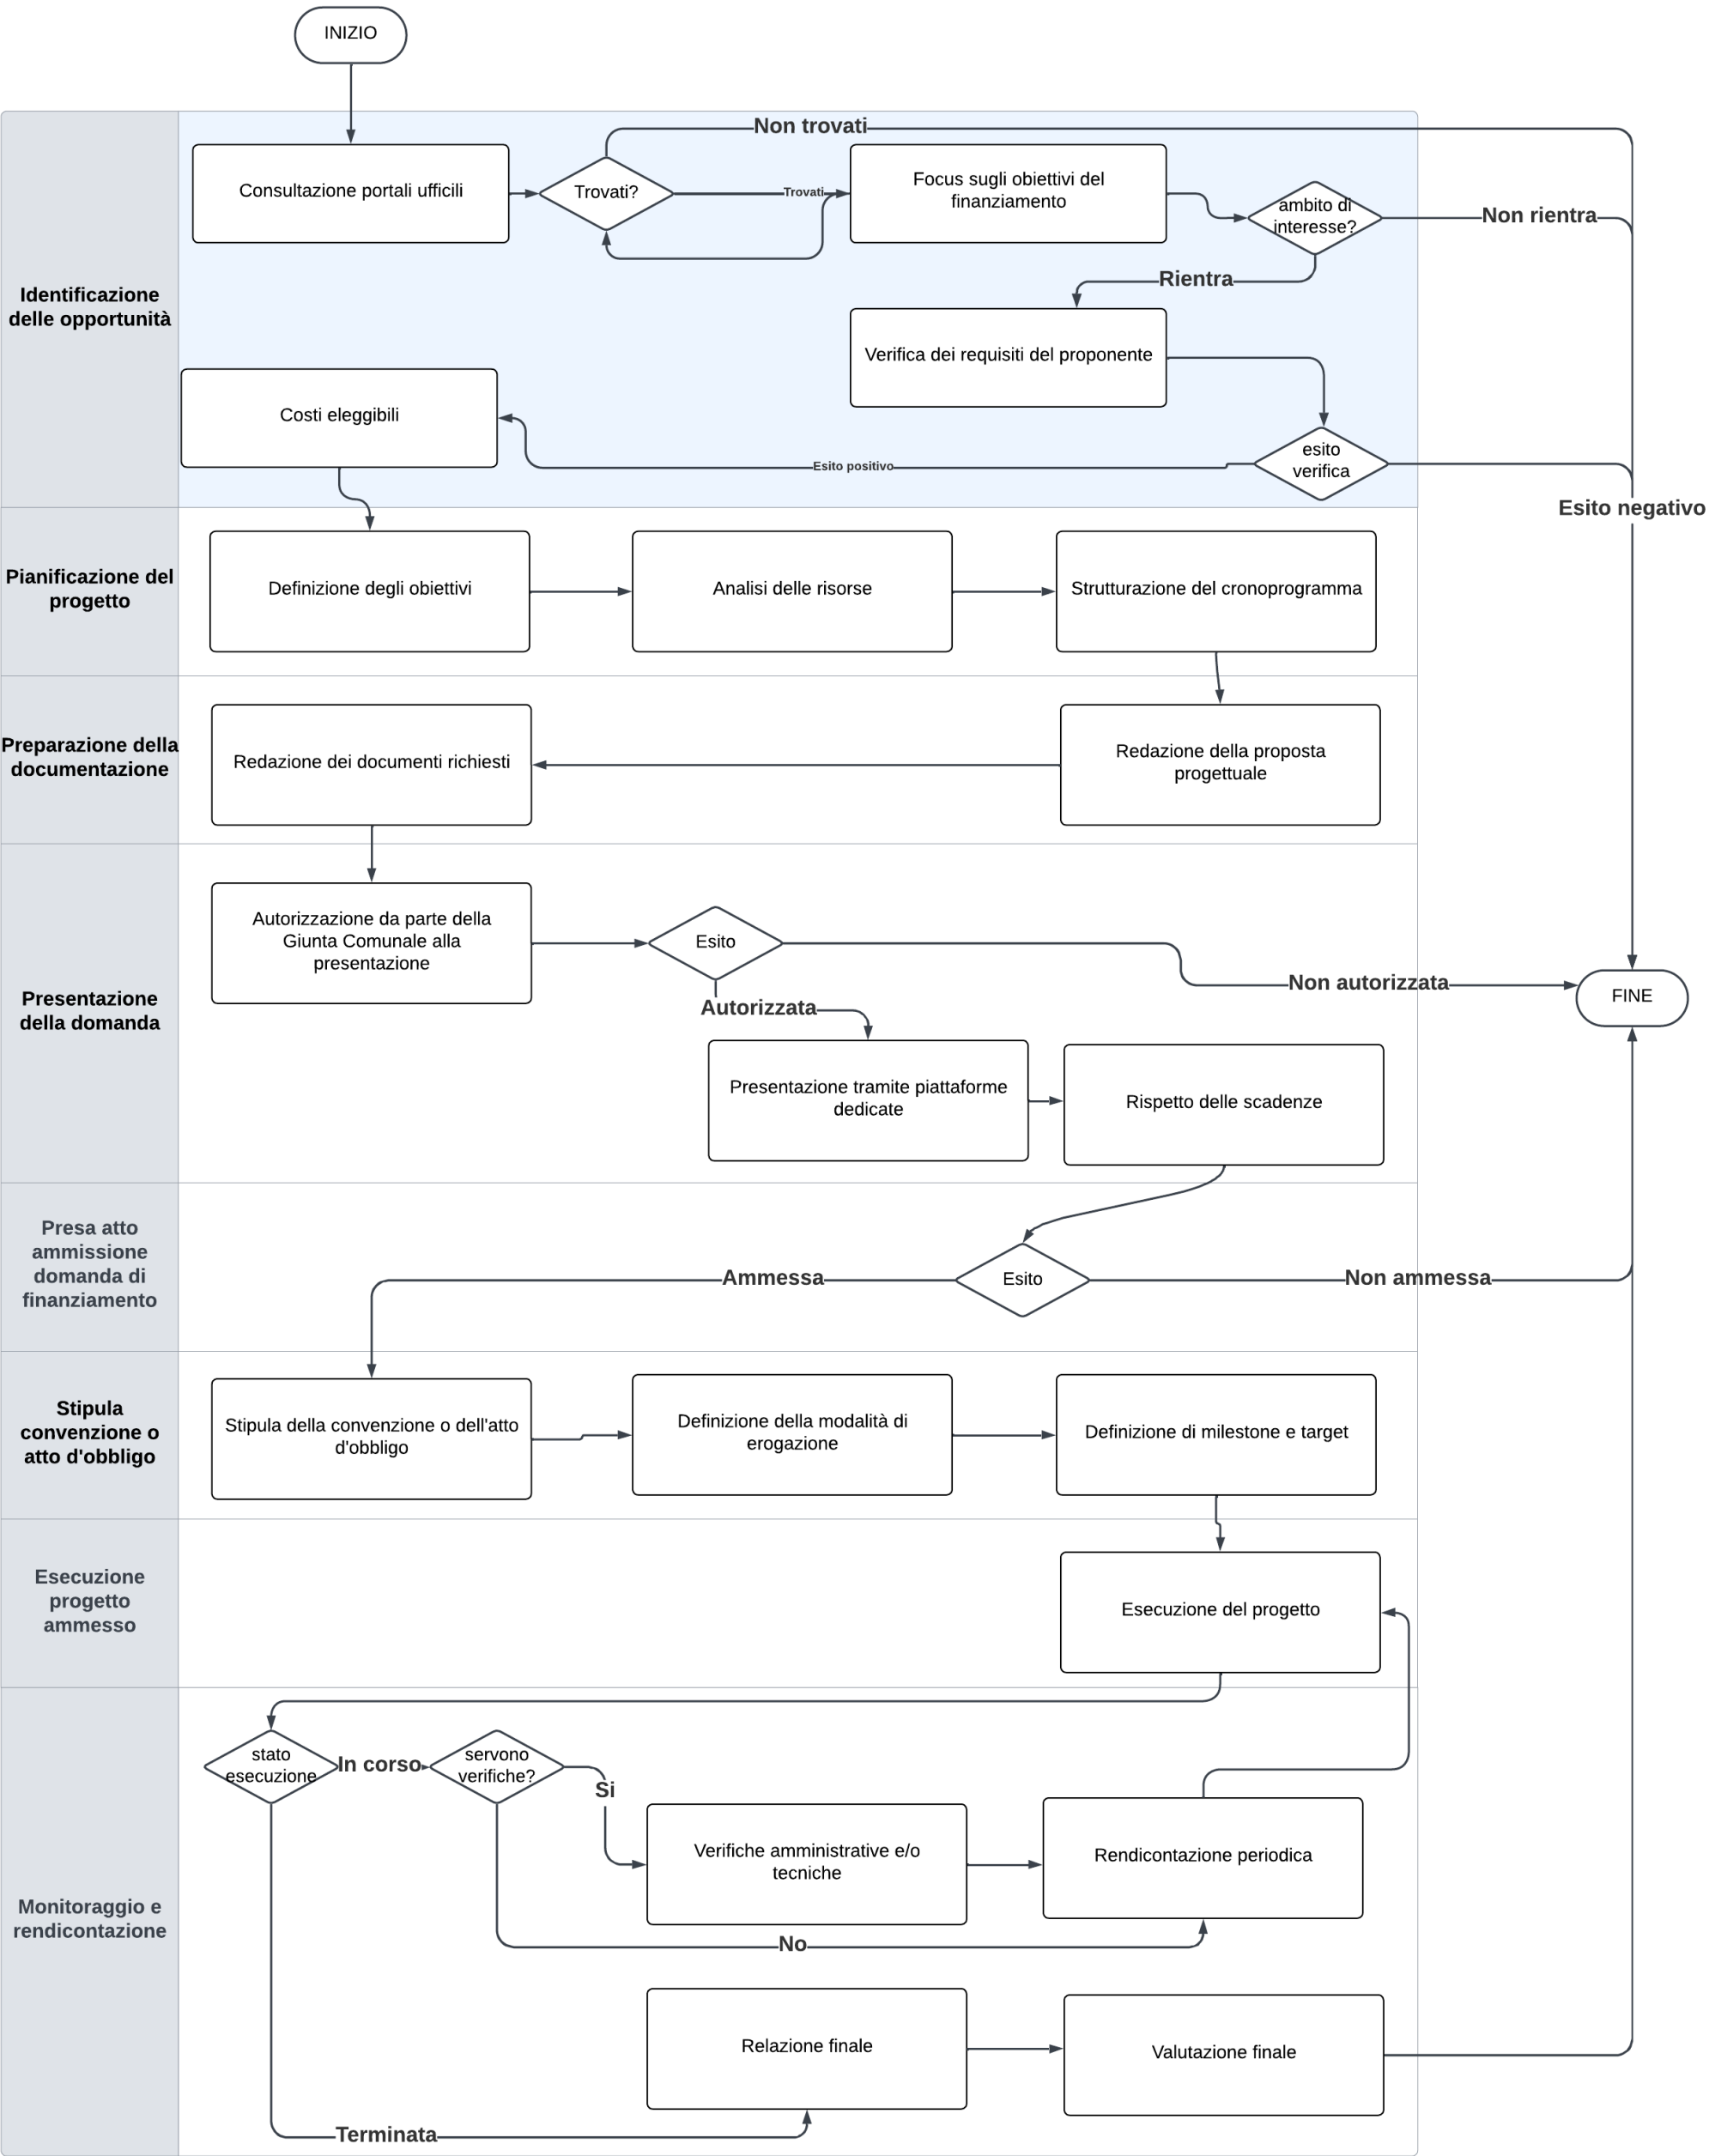 INIZIO
Non trovati
Consultazione portali ufficili
Trovati?
Trovati
Focus sugli obiettivi del
finanziamento
ambito di
interesse?
Non rientra
Rientra
Identificazione
delle opportunità
Verifica dei requisiti del proponente
Costi eleggibili
esito
verifica
Esito positivo
Esito negativo
Pianificazione del
progetto
Definizione degli obiettivi
Analisi delle risorse
Strutturazione del cronoprogramma
Preparazione della
documentazione
Redazione dei documenti richiesti
Redazione della proposta
progettuale
Presentazione
della domanda
Autorizzazione da parte della
Giunta Comunale alla
presentazione
Esito
Non autorizzata
FINE
Autorizzata
Presentazione tramite piattaforme
dedicate
Rispetto delle scadenze
Presa atto
ammissione
domanda di
finanziamento
Ammessa
Esito
Non ammessa
Stipula
convenzione o
atto d'obbligo
Stipula della convenzione o dell'atto
d'obbligo
Definizione della modalità di
erogazione
Definizione di milestone e target
Esecuzione
progetto
ammesso
Esecuzione del progetto
Monitoraggio e
rendicontazione
stato
esecuzione
In corso
servono
verifiche?
Si
Verifiche amministrative e/o
tecniche
Rendicontazione periodica
No
Relazione finale
Valutazione finale
Terminata